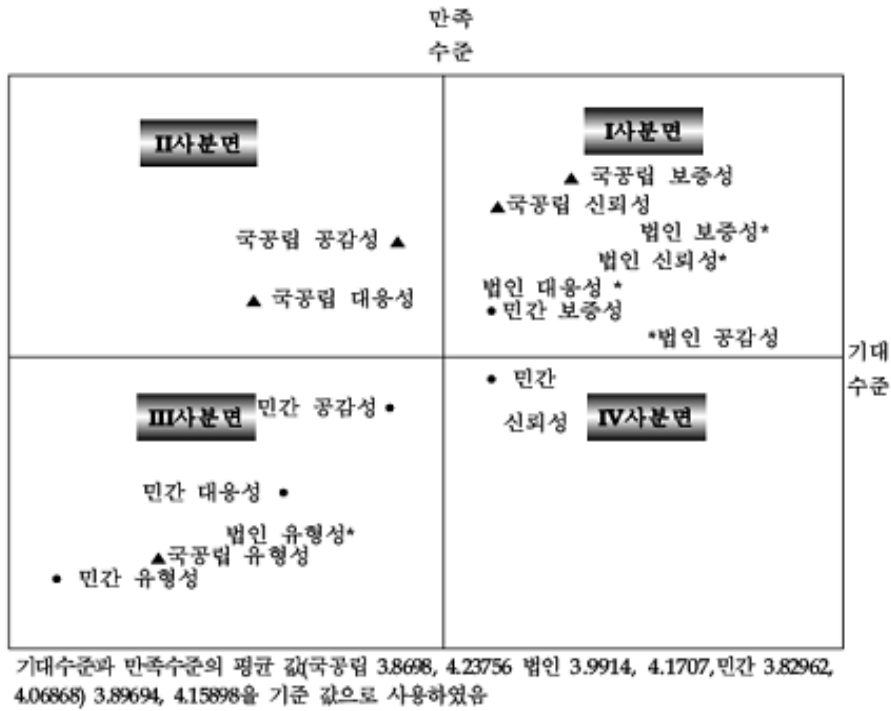 만족
수준
II사분면
I사분면
▲ 국공립 보증성
▲국공립 신뢰성
법인 보증성*
국공립 공감성 ▲
법인 신뢰성*
법인 대응성 *
▲ 국공립 대응성
• 민간 보증성
*법인 공감성
기대
수준
• 민간
신뢰성
III사분면
민간 공감성 •
IV사분면
민간 대응성 •
법인 유형성*
▲국공립 유형성
• 민간 유형성
기대수준과 만족수준의 평균 값(국공립 3.8698, 4.23756 법인 3.9914, 4.1707,민간 3.82962,
4.06868) 3.89694, 4.15898을 기준 값으로 사용하였음